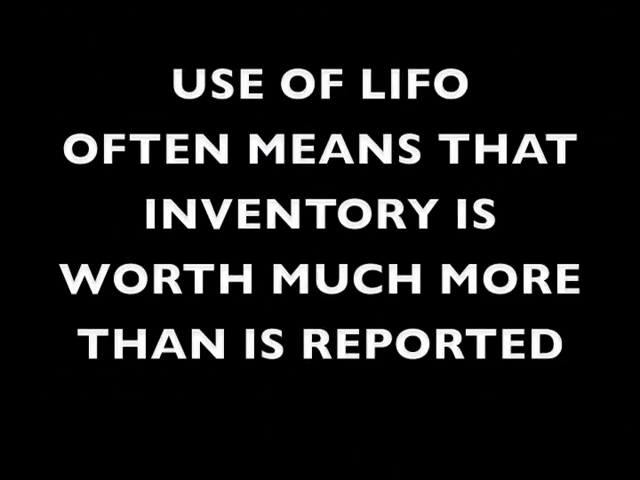 USE OF LIFO
OFTEN MEANS THAT
INVENTORY IS
WORTH MUCH MORE
THAN IS REPORTED